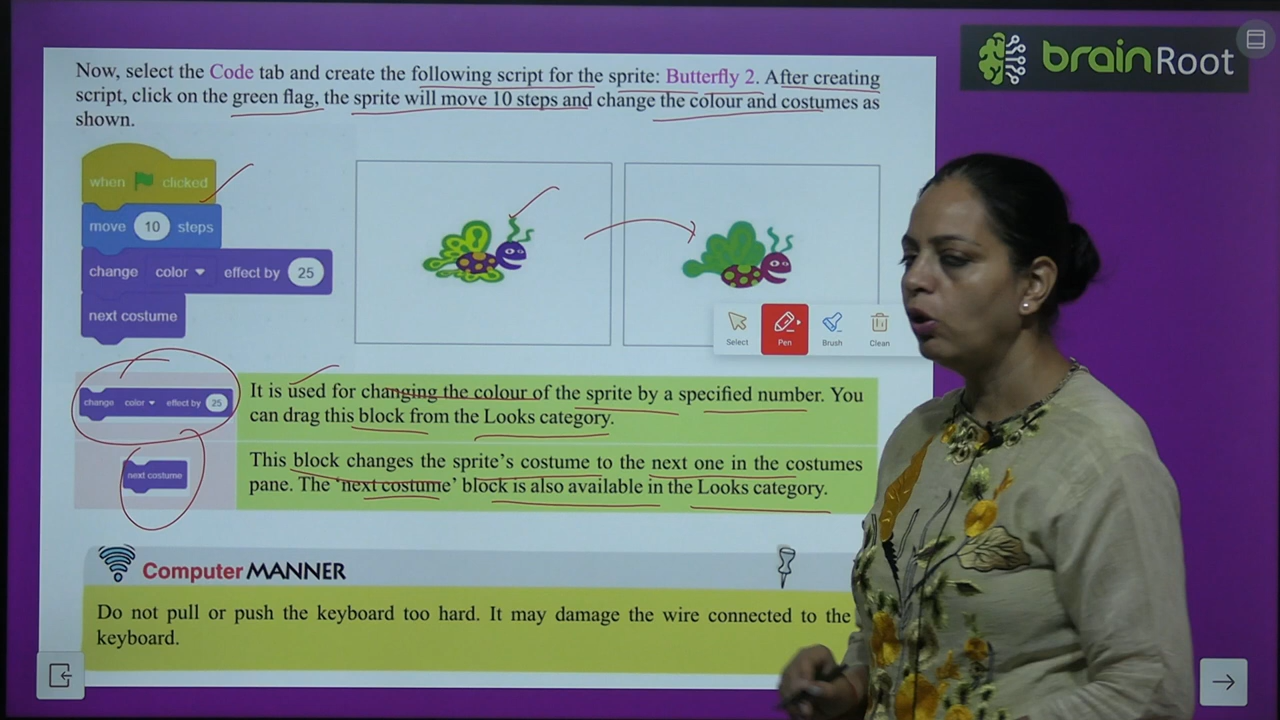 brainRoot
Now, select the Code tab and create the following script for the sprite: Butterfly 2. After creating
script, click on the green flag, the sprite will move 10 steps and change the colour and costumes as
shown.
when clicked
move 10 steps
change color effect by 25
next costume
Select Pen Brush Clean
change color effect by 25
It is used for changing the colour of the sprite by a specified number. You
can drag this block from the Looks category.
next costume
This block changes the sprite's costume to the next one in the costumes
pane. The 'next costume' block is also available in the Looks category.
Computer MANNER
Do not pull or push the keyboard too hard. It may damage the wire connected to the
keyboard.